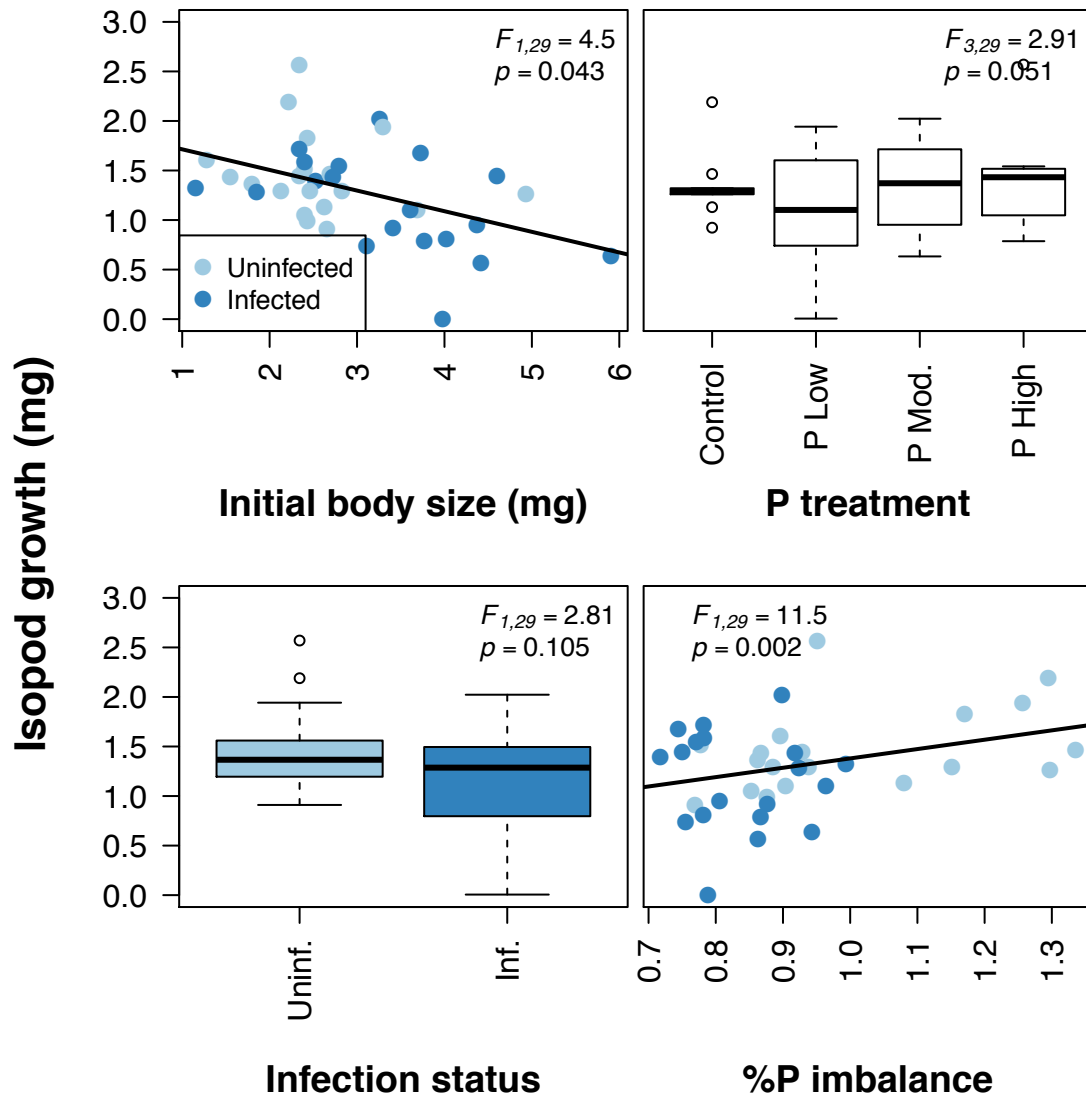 Isopod growth (mg)
3.0
2.5
2.0
1.5
1.0
0.5
0.0
F1,29 = 4.5
p = 0.043
Uninfected
Infected
1
2
3
4
5
6
Initial body size (mg)
F3,29 = 2.91
p = 0.051
Control
P Low
P Mod.
P High
P treatment
3.0
2.5
2.0
1.5
1.0
0.5
0.0
F1,29 = 2.81
p = 0.105
Uninf.
Inf.
Infection status
F1,29 = 11.5
p = 0.002
0.7
0.8
0.9
1.0
1.1
1.2
1.3
%P imbalance